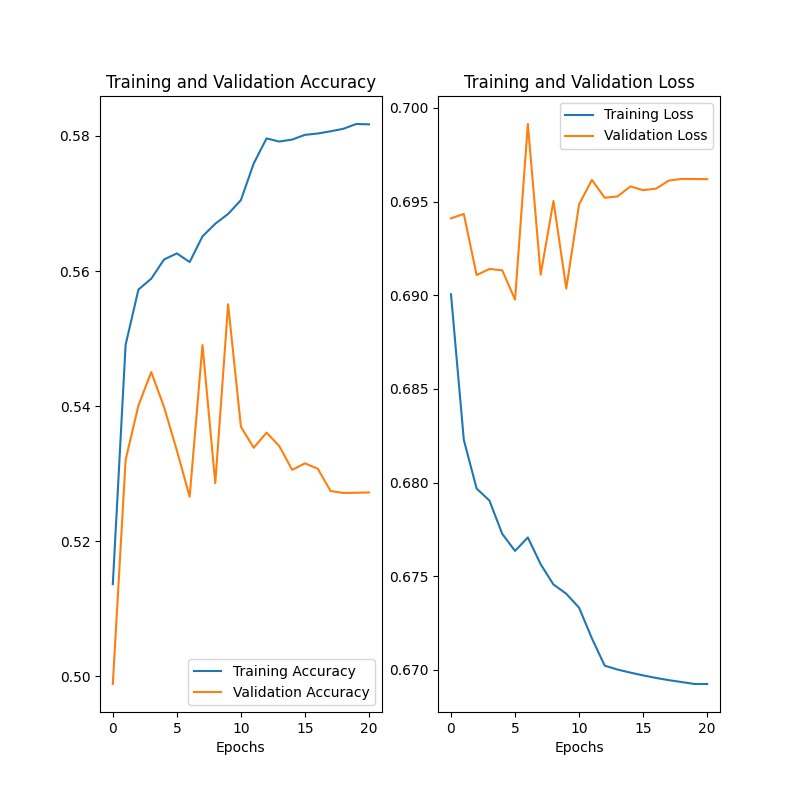 Training and Validation Accuracy
0.58
0.56
0.54
0.52
0.50
Training Accuracy
Validation Accuracy
0 5 10 15 20
Epochs
Training and Validation Loss
0.700
0.695
0.690
0.685
0.680
0.675
0.670
Training Loss
Validation Loss
0 5 10 15 20
Epochs